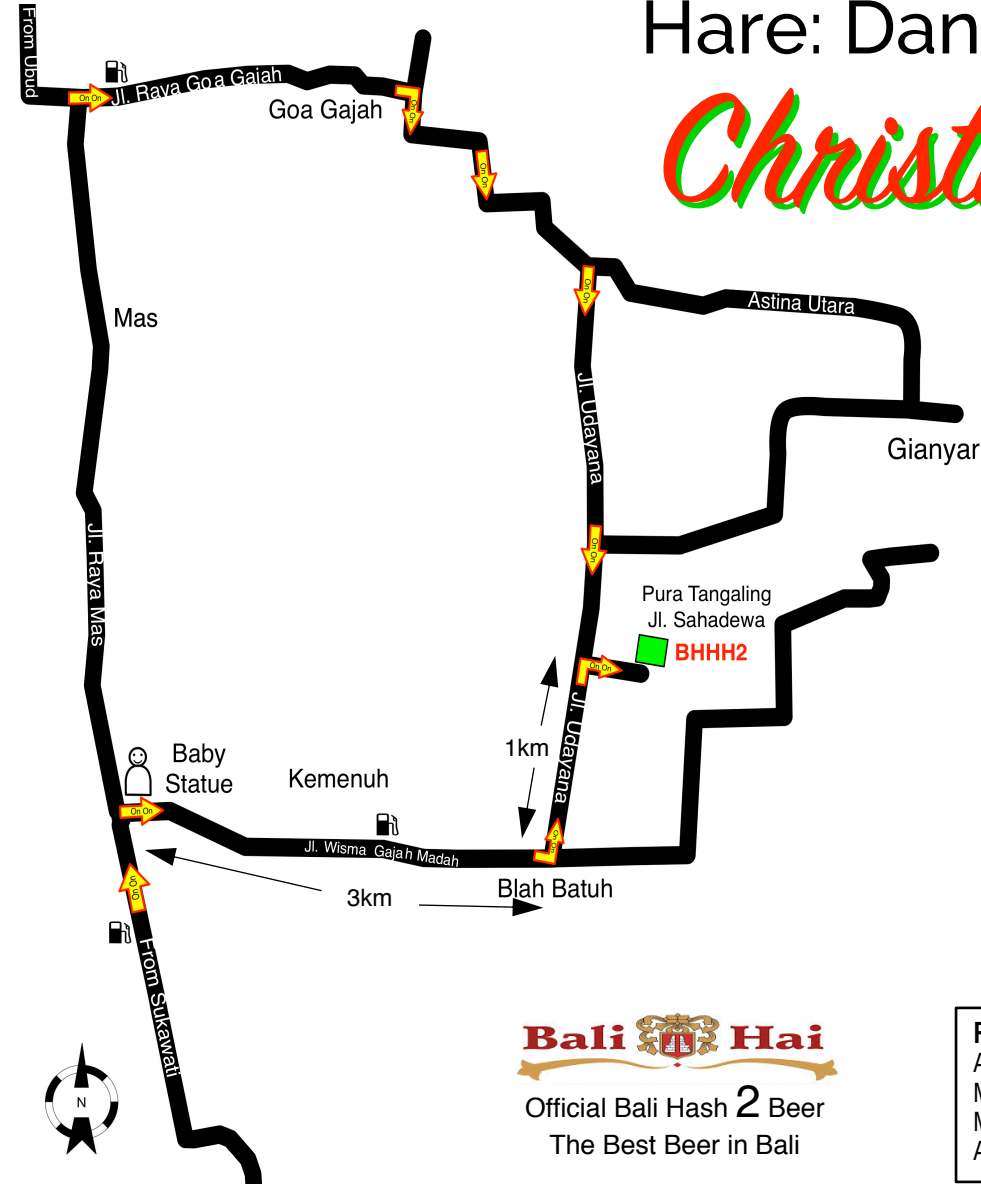 Hare: Dan
Christ
From Ubud
On On
Jl. Raya Goa Gajah
Goa Gajah
On On
On On
On On
Mas
Astina Utara
Jl. Udayana
Gianyar
Jl. Raya Mas
On On
Pura Tangaling
Jl. Sahadewa
BHHH2
On On
Jl. Udayana
1km
Baby
Statue
Kemenuh
On On
Jl. Wisma Gajah Madah
On On
Blah Batuh
3km
On On
From Sukawati
N
Bali Hai
Official Bali Hash 2 Beer
The Best Beer in Bali